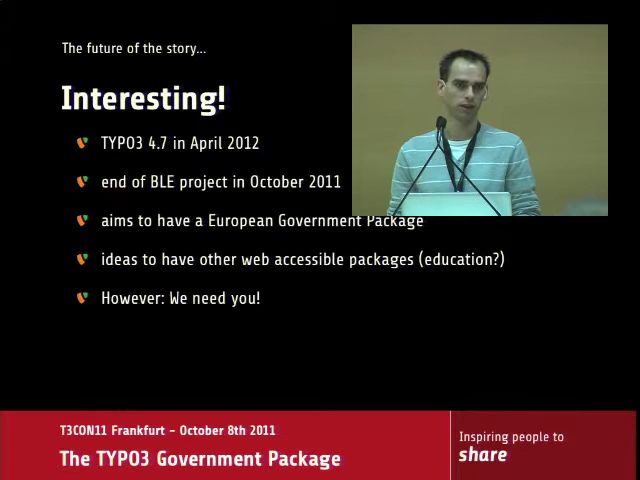 The future of the story...
Interesting!
TYPO3 4.7 in April 2012
end of BLE project in October 2011
aims to have a European Government Package
ideas to have other web accessible packages (education?)
However: We need you!
T3CON11 Frankfurt - October 8th 2011
The TYPO3 Government Package
Inspiring people to
share